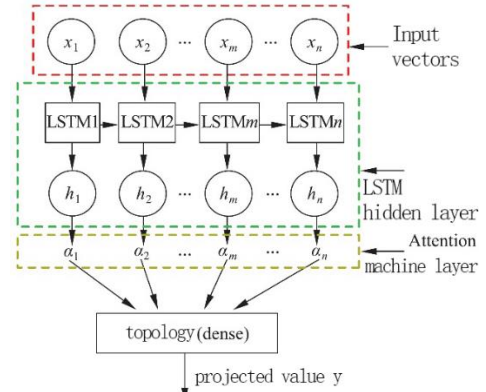 x1 x2 ... xm ... xn
Input
vectors
LSTM1 LSTM2 LSTMm LSTMn
h1 h2 ... hm ... hn
LSTM
hidden layer
α1 α2 ... αm ... αn
Attention
machine layer
topology(dense)
projected value y